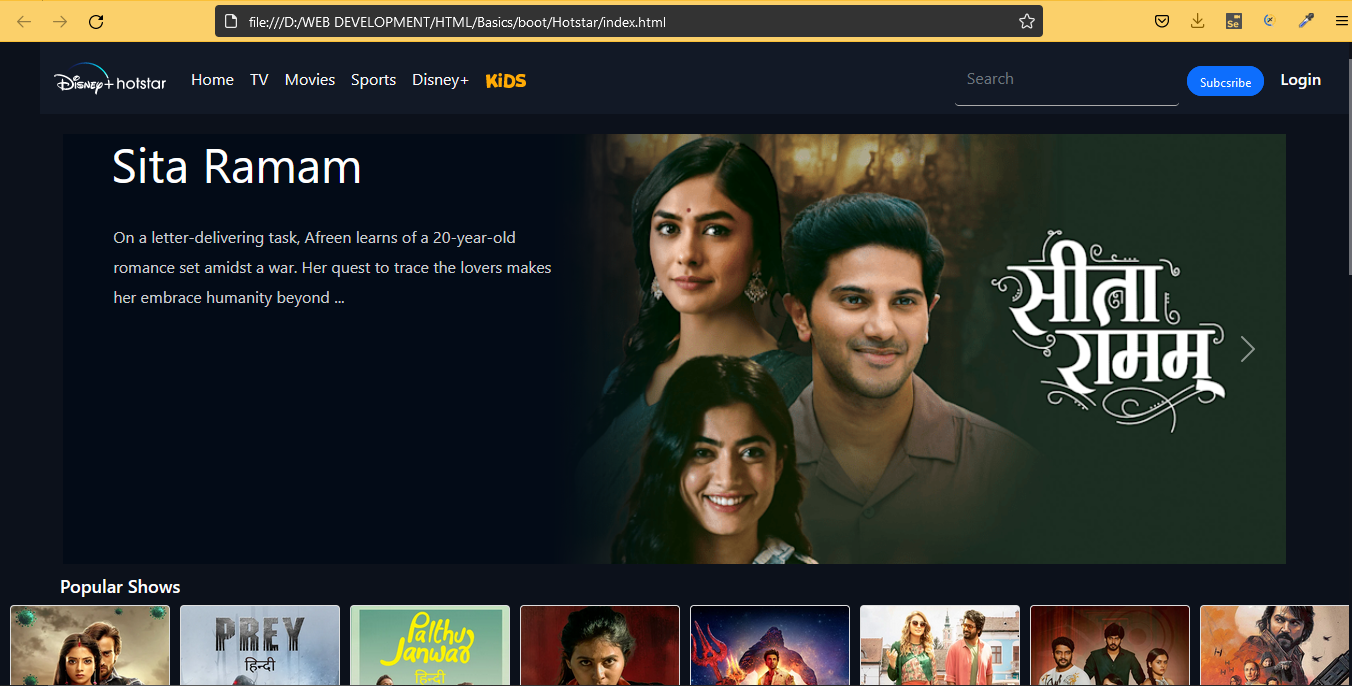 file:///D:/WEB DEVELOPMENT/HTML/Basics/boot/Hotstar/index.html
Se
Disney+ hotstar
Home TV Movies Sports Disney+ KiDS
Search
Subcsribe
Login
Sita Ramam
On a letter-delivering task, Afreen learns of a 20-year-old
romance set amidst a war. Her quest to trace the lovers makes
her embrace humanity beyond ...
सीता
रामम्
Popular Shows
PREY
हिन्दी
Palthu
Janwar
हिन्दी